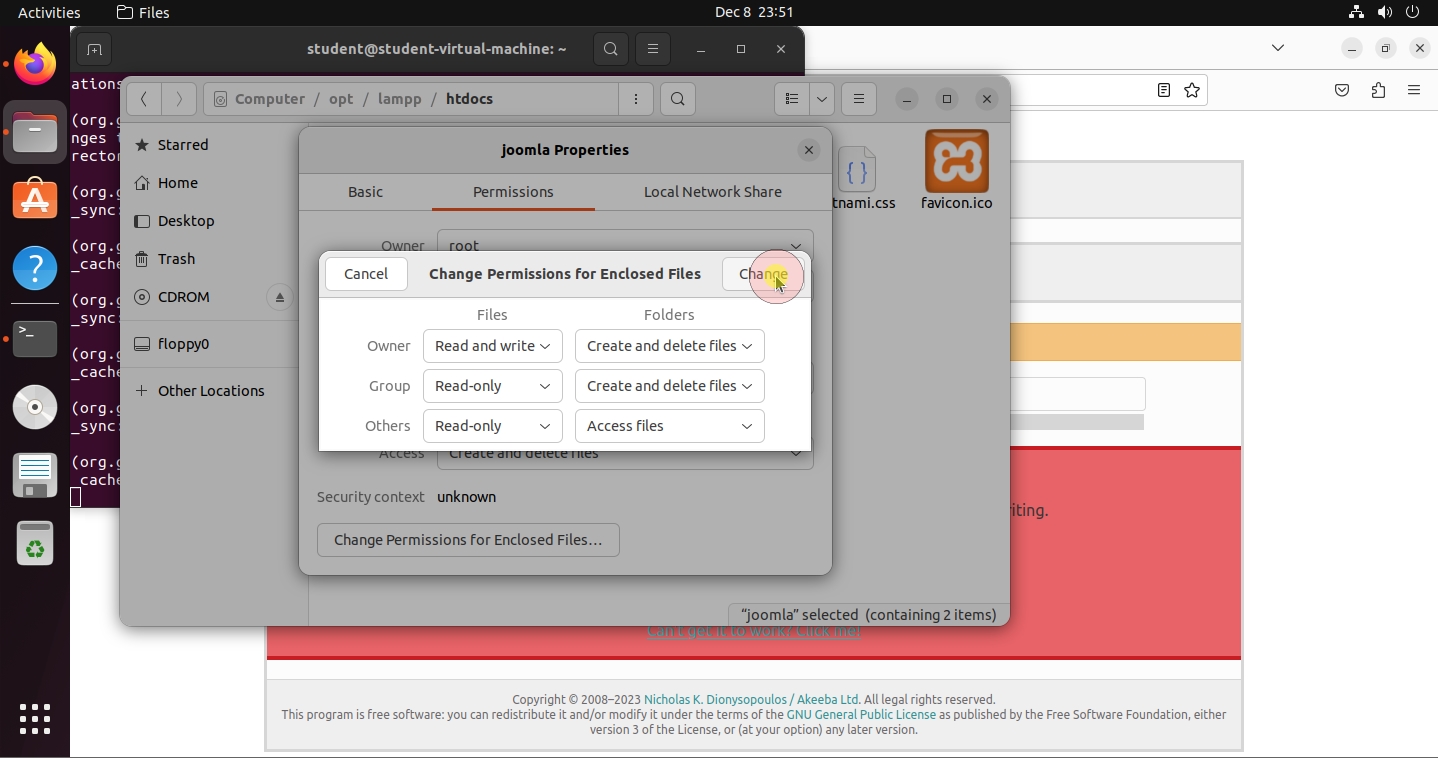 Activities
Files
Dec 8 23:51
student@student-virtual-machine: ~
ations
(org.g
nges t
rector
(org.g
_sync:
(org.g
_cache
(org.g
_sync:
(org.g
_cache
(org.g
_sync:
(org.g
_cache
Computer / opt / lampp / htdocs
Starred
Home
Desktop
Trash
CDROM
floppy0
+ Other Locations
tnami.css
favicon.ico
joomla Properties
Basic
Permissions
Local Network Share
Owner root
Cancel
Change Permissions for Enclosed Files
Change
Files Folders
Owner Read and write Create and delete files
Group Read-only Create and delete files
Others Read-only Access files
Access Create and delete files
Security context unknown
Change Permissions for Enclosed Files…
“joomla” selected (containing 2 items)
riting.
Can't get it to work? Click me!
Copyright © 2008–2023 Nicholas K. Dionysopoulos / Akeeba Ltd. All legal rights reserved.
This program is free software: you can redistribute it and/or modify it under the terms of the GNU General Public License as published by the Free Software Foundation, either
version 3 of the License, or (at your option) any later version.